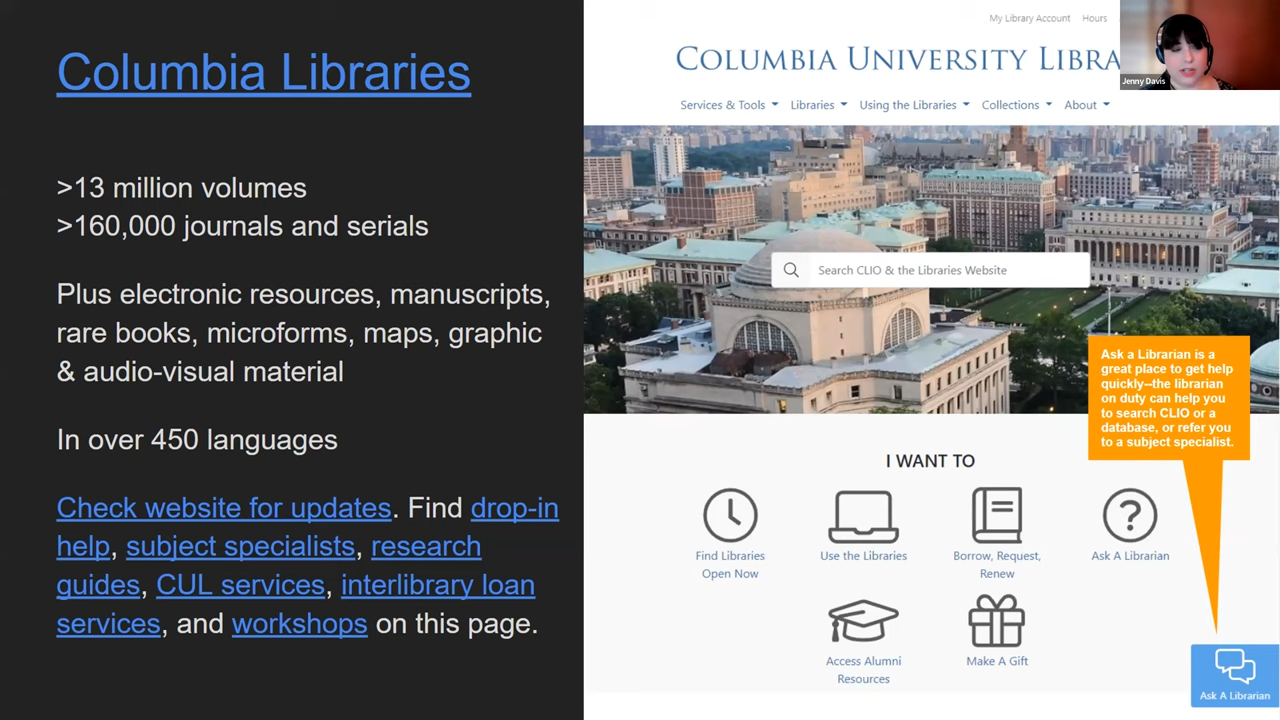 Columbia Libraries
>13 million volumes
>160,000 journals and serials
Plus electronic resources, manuscripts,
rare books, microforms, maps, graphic
& audio-visual material
In over 450 languages
Check website for updates. Find drop-in
help, subject specialists, research
guides, CUL services, interlibrary loan
services, and workshops on this page.
My Library Account Hours
COLUMBIA UNIVERSITY LIBRA
Jenny Davis
Services & Tools Libraries Using the Libraries Collections About
Search CLIO & the Libraries Website
Ask a Librarian is a
great place to get help
quickly--the librarian
on duty can help you
to search CLIO or a
database, or refer you
to a subject specialist.
I WANT TO
Find Libraries
Open Now
Use the Libraries
Borrow, Request,
Renew
Ask A Librarian
Access Alumni
Resources
Make A Gift
Ask A Librarian